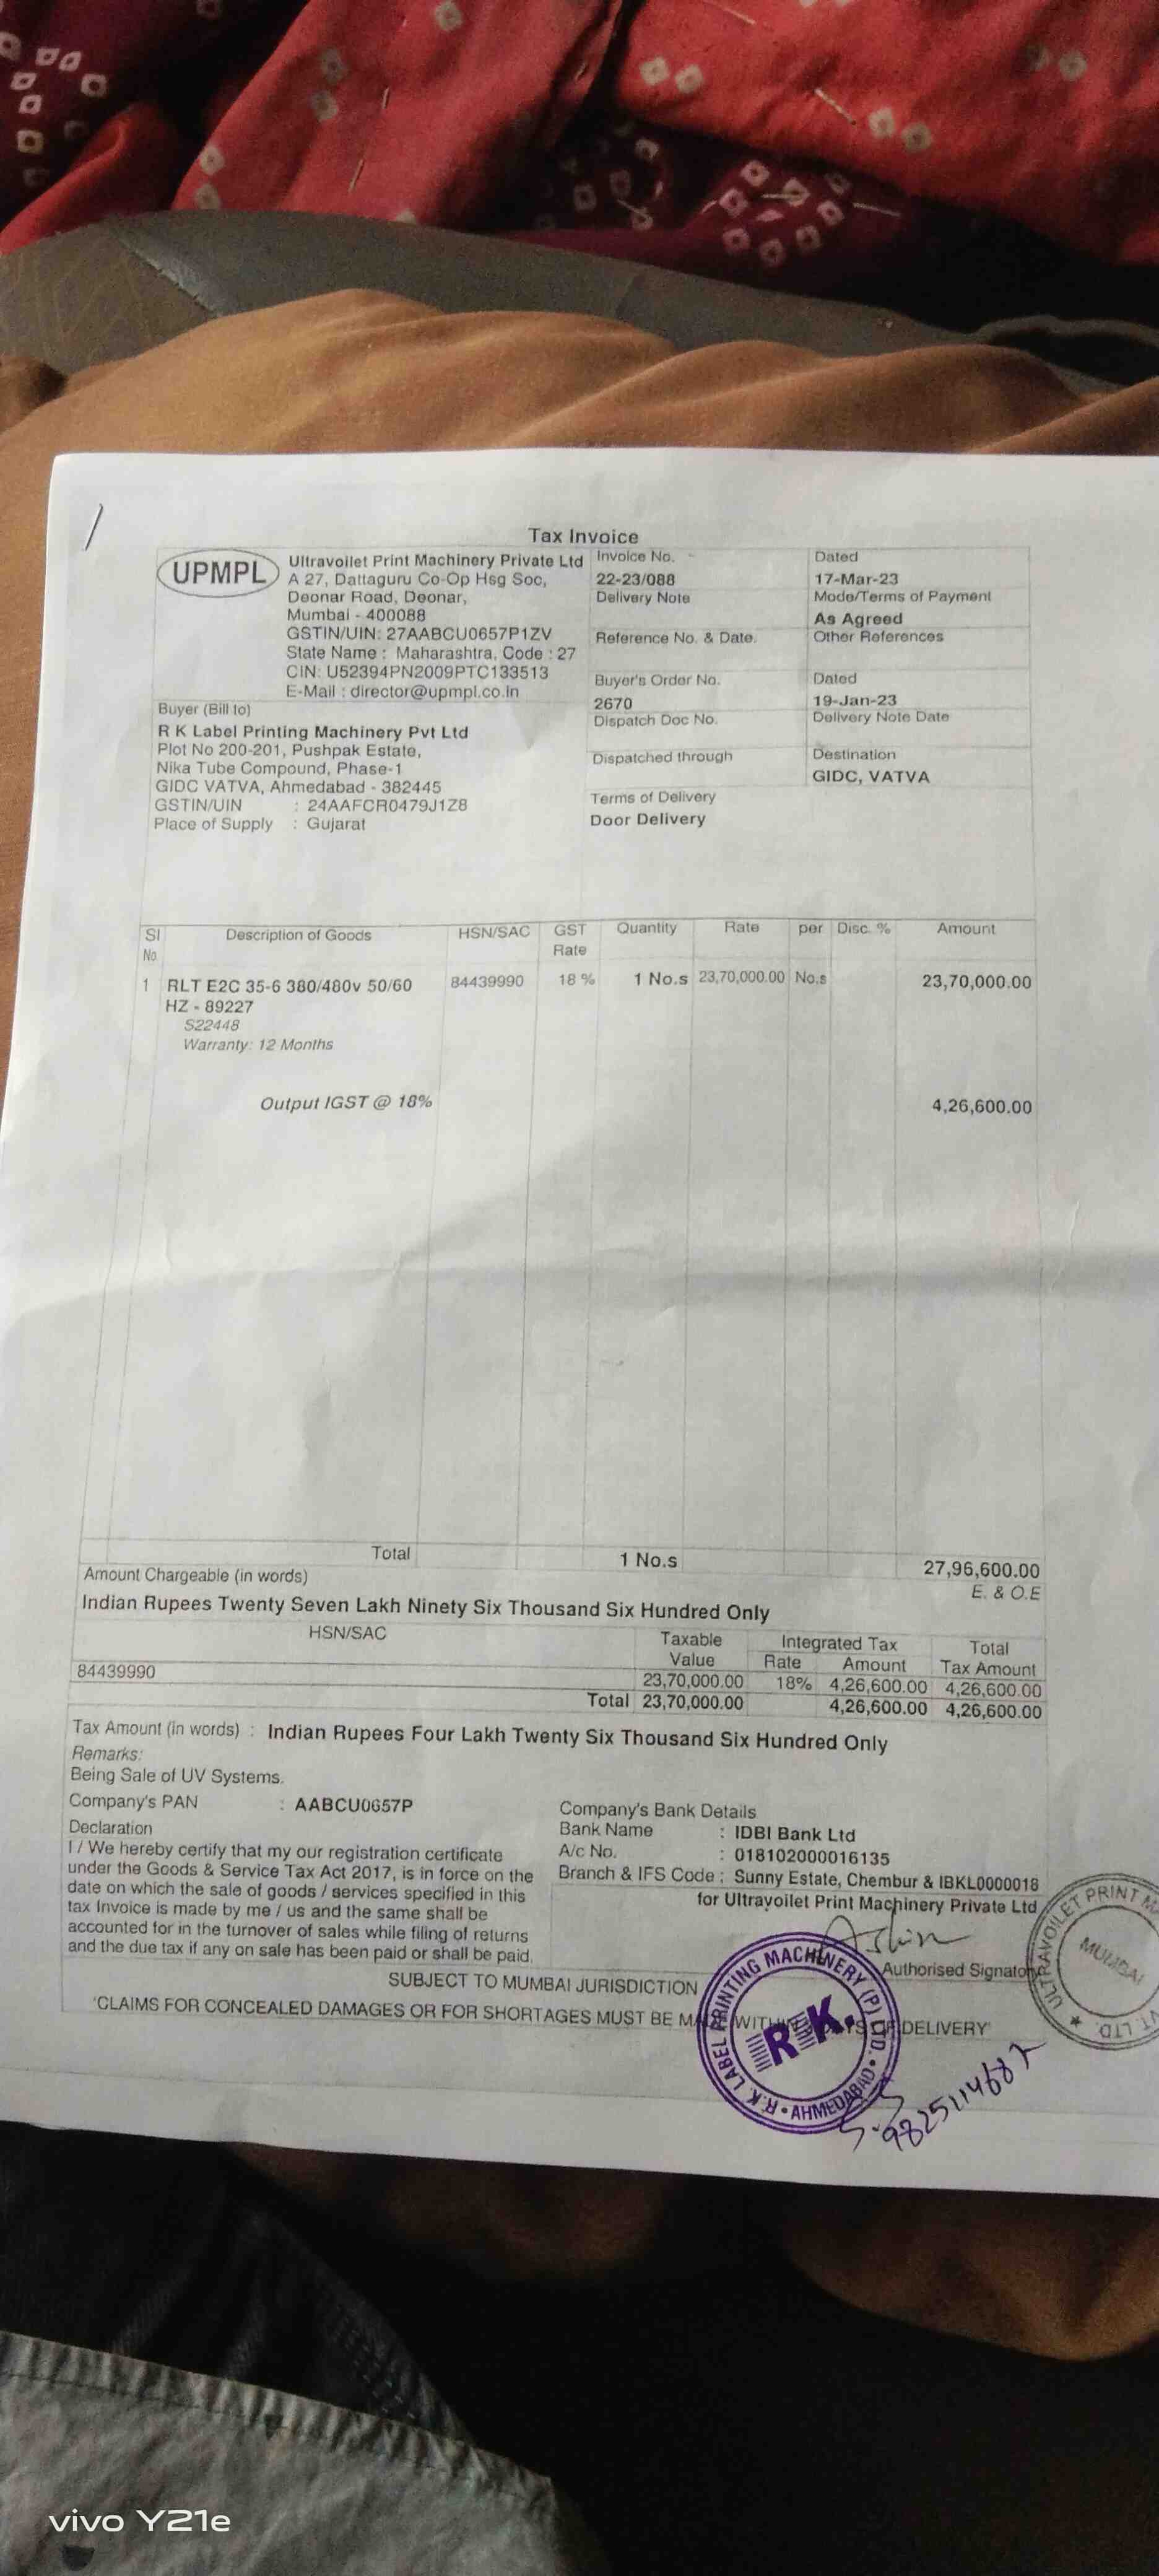 Tax Invoice
UPMPL
Ultravoilet Print Machinery Private Ltd
A 27, Dattaguru Co-Op Hsg Soc,
Deonar Road, Deonar,
Mumbai - 400088
GSTIN/UIN: 27AABCU0657P1ZV
State Name : Maharashtra, Code : 27
CIN: U52394PN2009PTC133513
E-Mail : director@upmpl.co.in
Invoice No.
22-23/088
Dated
17-Mar-23
Delivery Note
Mode/Terms of Payment
As Agreed
Reference No. & Date.
Other References
Buyer's Order No.
2670
Dated
19-Jan-23
Dispatch Doc No.
Delivery Note Date
Dispatched through
Destination
GIDC, VATVA
Terms of Delivery
Door Delivery
Buyer (Bill to)
R K Label Printing Machinery Pvt Ltd
Plot No 200-201, Pushpak Estate,
Nika Tube Compound, Phase-1
GIDC VATVA, Ahmedabad - 382445
GSTIN/UIN : 24AAFCR0479J1Z8
Place of Supply : Gujarat
Sl No Description of Goods HSN/SAC GST Rate Quantity Rate per Disc. % Amount
1 RLT E2C 35-6 380/480v 50/60 84439990 18 % 1 No.s 23,70,000.00 No.s 23,70,000.00
HZ - 89227
S22448
Warranty: 12 Months
Output IGST @ 18% 4,26,600.00
Total 1 No.s 27,96,600.00
Amount Chargeable (in words) E. & O.E
Indian Rupees Twenty Seven Lakh Ninety Six Thousand Six Hundred Only
HSN/SAC Taxable Value Integrated Tax Rate Amount Total Tax Amount
84439990 23,70,000.00 18% 4,26,600.00 4,26,600.00
Total 23,70,000.00 4,26,600.00 4,26,600.00
Tax Amount (in words) : Indian Rupees Four Lakh Twenty Six Thousand Six Hundred Only
Remarks:
Being Sale of UV Systems.
Company's PAN : AABCU0657P
Declaration
I / We hereby certify that my our registration certificate
under the Goods & Service Tax Act 2017, is in force on the
date on which the sale of goods / services specified in this
tax Invoice is made by me / us and the same shall be
accounted for in the turnover of sales while filing of returns
and the due tax if any on sale has been paid or shall be paid.
Company's Bank Details
Bank Name : IDBI Bank Ltd
A/c No. : 018102000016135
Branch & IFS Code : Sunny Estate, Chembur & IBKL0000018
for Ultravoilet Print Machinery Private Ltd
Authorised Signatory
SUBJECT TO MUMBAI JURISDICTION
'CLAIMS FOR CONCEALED DAMAGES OR FOR SHORTAGES MUST BE DELIVERY'
R.K. LABEL PRINTING MACHINERY (P) LTD. • AHMEDABAD •
R.K.
ULTRAVOILET PRINT
MUMBAI
vivo Y21e